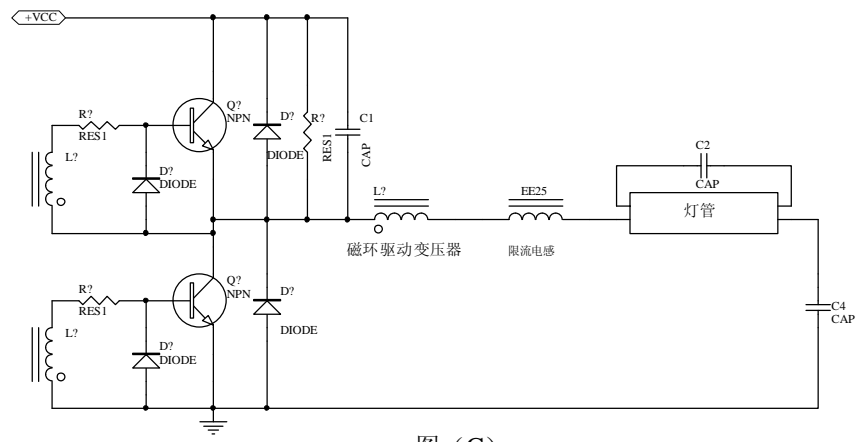 +VCC
Q?
NPN
D?
DIODE
R?
RES1
C1
CAP
R?
RES1
L?
D?
DIODE
C2
CAP
L?
磁环驱动变压器
EE25
限流电感
灯管
Q?
NPN
D?
DIODE
R?
RES1
L?
D?
DIODE
C4
CAP
图（C）